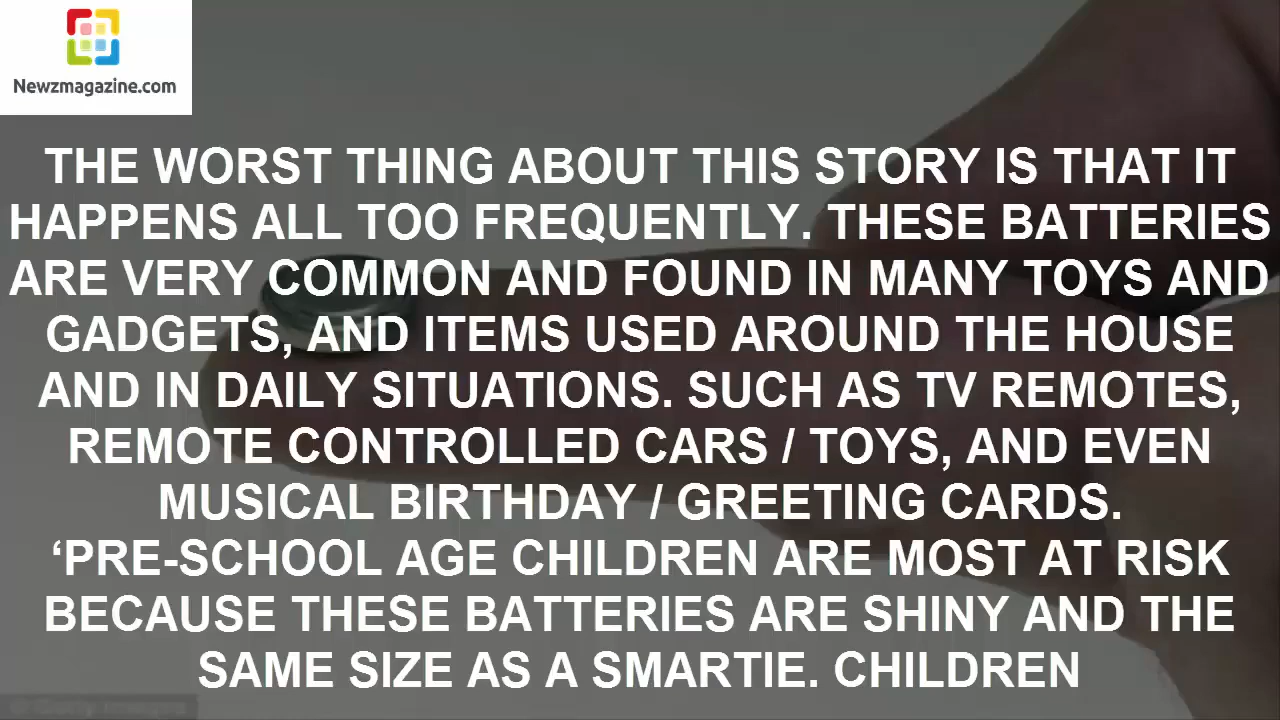 Newzmagazine.com
THE WORST THING ABOUT THIS STORY IS THAT IT
HAPPENS ALL TOO FREQUENTLY. THESE BATTERIES
ARE VERY COMMON AND FOUND IN MANY TOYS AND
GADGETS, AND ITEMS USED AROUND THE HOUSE
AND IN DAILY SITUATIONS. SUCH AS TV REMOTES,
REMOTE CONTROLLED CARS / TOYS, AND EVEN
MUSICAL BIRTHDAY / GREETING CARDS.
‘PRE-SCHOOL AGE CHILDREN ARE MOST AT RISK
BECAUSE THESE BATTERIES ARE SHINY AND THE
SAME SIZE AS A SMARTIE. CHILDREN